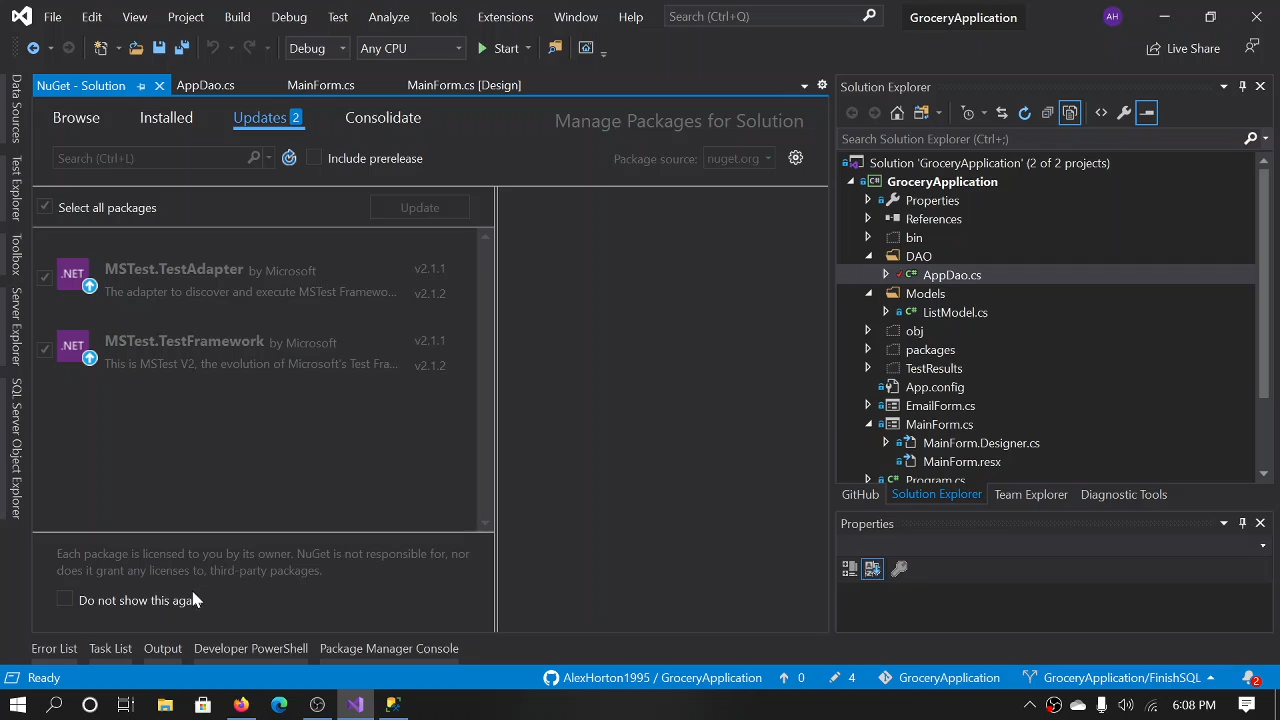 File Edit View Project Build Debug Test Analyze Tools Extensions Window Help Search (Ctrl+Q) GroceryApplication AH
Debug Any CPU Start Live Share
NuGet - Solution AppDao.cs MainForm.cs MainForm.cs [Design]
Browse Installed Updates 2 Consolidate Manage Packages for Solution
Search (Ctrl+L) Include prerelease Package source: nuget.org
Select all packages Update
.NET MSTest.TestAdapter by Microsoft v2.1.1
The adapter to discover and execute MSTest Framewo... v2.1.2
.NET MSTest.TestFramework by Microsoft v2.1.1
This is MSTest V2, the evolution of Microsoft's Test Fra... v2.1.2
Each package is licensed to you by its owner. NuGet is not responsible for, nor
does it grant any licenses to, third-party packages.
Do not show this again
Data Sources
Test Explorer
Toolbox
Server Explorer
SQL Server Object Explorer
Solution Explorer
Search Solution Explorer (Ctrl+;)
Solution 'GroceryApplication' (2 of 2 projects)
C# GroceryApplication
Properties
References
bin
DAO
C# AppDao.cs
Models
C# ListModel.cs
obj
packages
TestResults
App.config
EmailForm.cs
MainForm.cs
MainForm.Designer.cs
MainForm.resx
C# Program.cs
GitHub Solution Explorer Team Explorer Diagnostic Tools
Properties
Error List Task List Output Developer PowerShell Package Manager Console
Ready AlexHorton1995 / GroceryApplication 0 4 GroceryApplication GroceryApplication/FinishSQL 2
6:08 PM